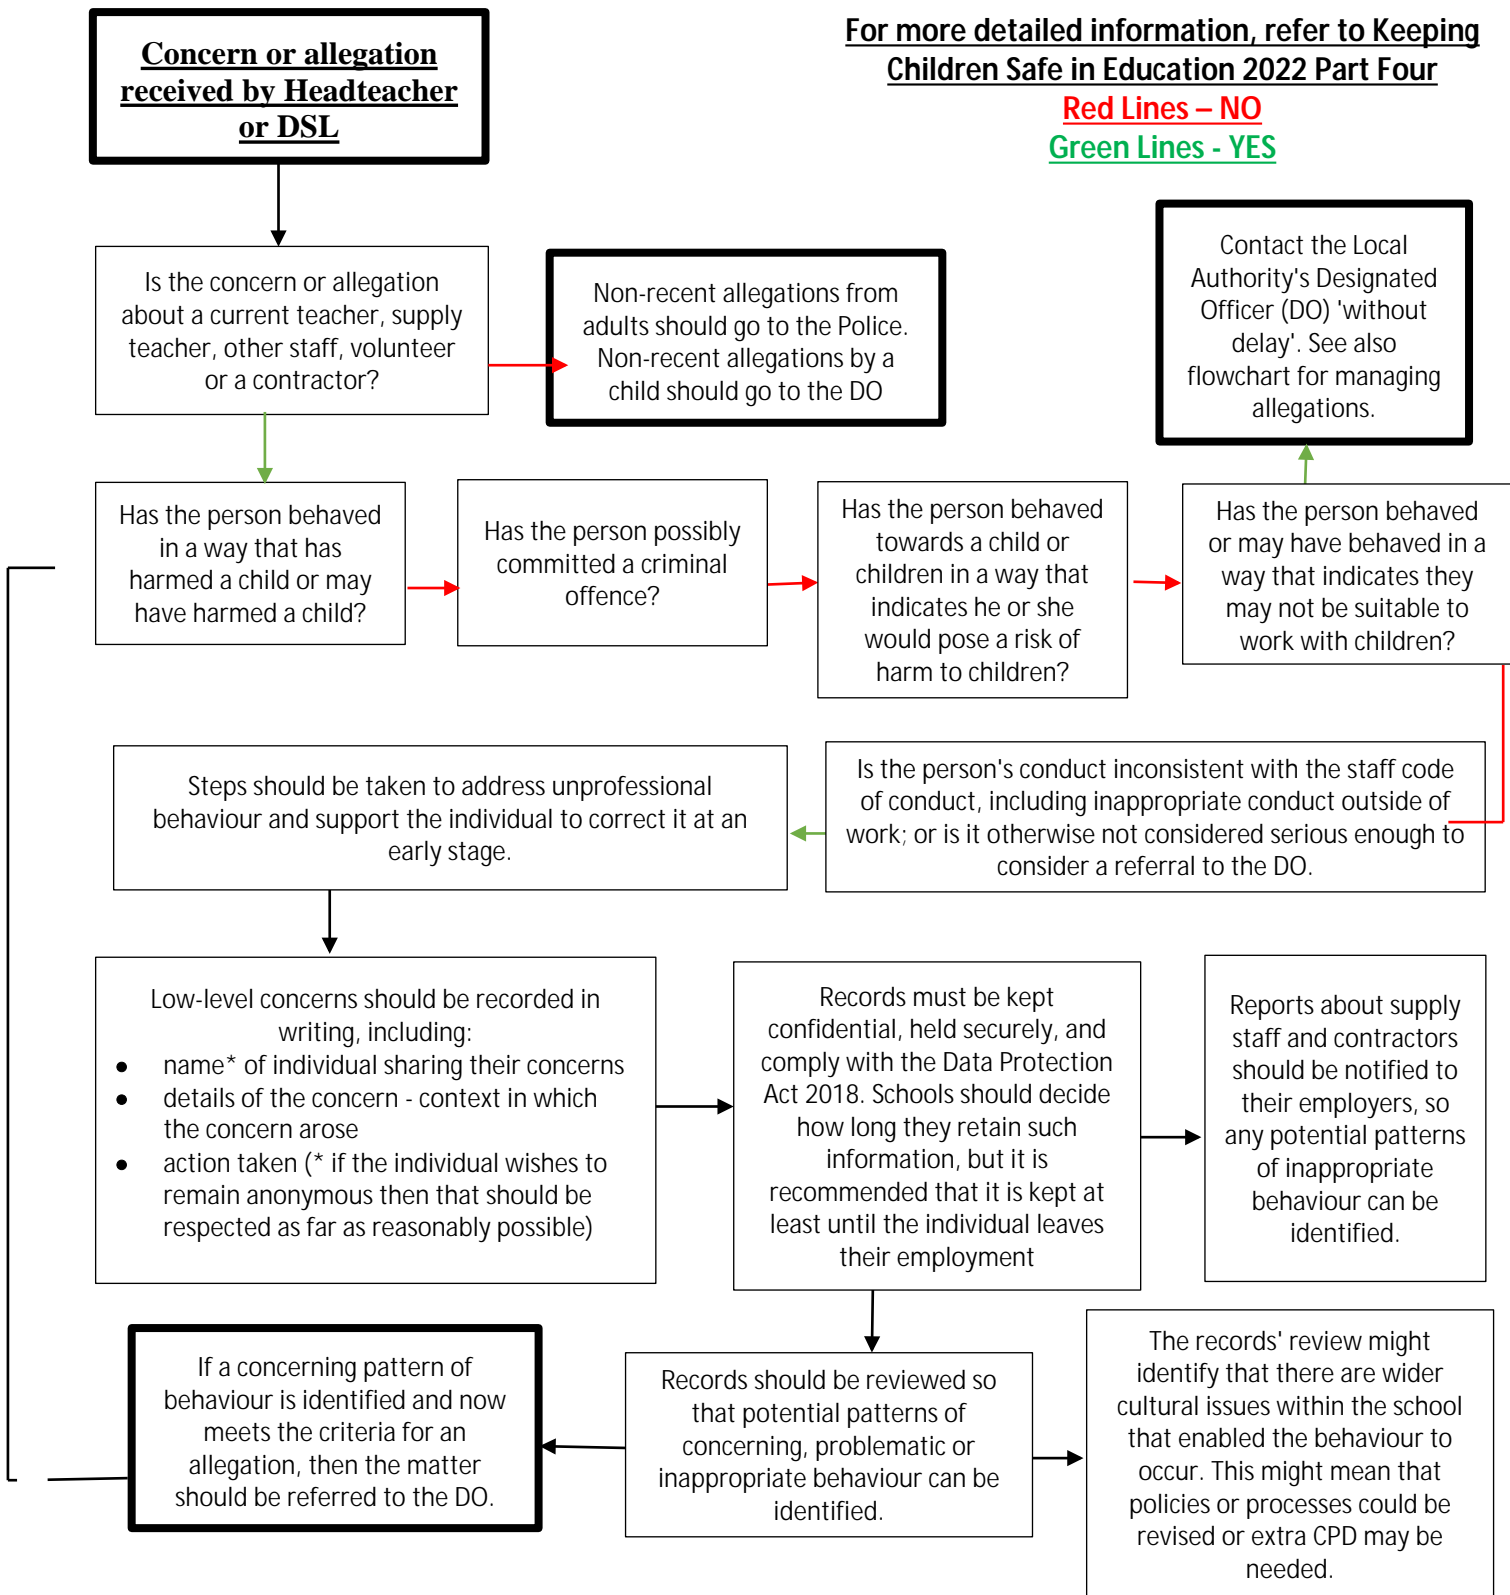 Concern or allegation
received by Headteacher
or DSL
For more detailed information, refer to Keeping
Children Safe in Education 2022 Part Four
Red Lines – NO
Green Lines - YES
Is the concern or allegation
about a current teacher, supply
teacher, other staff, volunteer
or a contractor?
Non-recent allegations from
adults should go to the Police.
Non-recent allegations by a
child should go to the DO
Contact the Local
Authority's Designated
Officer (DO) 'without
delay'. See also
flowchart for managing
allegations.
Has the person behaved
in a way that has
harmed a child or may
have harmed a child?
Has the person possibly
committed a criminal
offence?
Has the person behaved
towards a child or
children in a way that
indicates he or she
would pose a risk of
harm to children?
Has the person behaved
or may have behaved in a
way that indicates they
may not be suitable to
work with children?
Steps should be taken to address unprofessional
behaviour and support the individual to correct it at an
early stage.
Is the person's conduct inconsistent with the staff code
of conduct, including inappropriate conduct outside of
work; or is it otherwise not considered serious enough to
consider a referral to the DO.
Low-level concerns should be recorded in
writing, including:
● name* of individual sharing their concerns
● details of the concern - context in which
the concern arose
● action taken (* if the individual wishes to
remain anonymous then that should be
respected as far as reasonably possible)
Records must be kept
confidential, held securely, and
comply with the Data Protection
Act 2018. Schools should decide
how long they retain such
information, but it is
recommended that it is kept at
least until the individual leaves
their employment
Reports about supply
staff and contractors
should be notified to
their employers, so
any potential patterns
of inappropriate
behaviour can be
identified.
If a concerning pattern of
behaviour is identified and now
meets the criteria for an
allegation, then the matter
should be referred to the DO.
Records should be reviewed so
that potential patterns of
concerning, problematic or
inappropriate behaviour can be
identified.
The records' review might
identify that there are wider
cultural issues within the school
that enabled the behaviour to
occur. This might mean that
policies or processes could be
revised or extra CPD may be
needed.